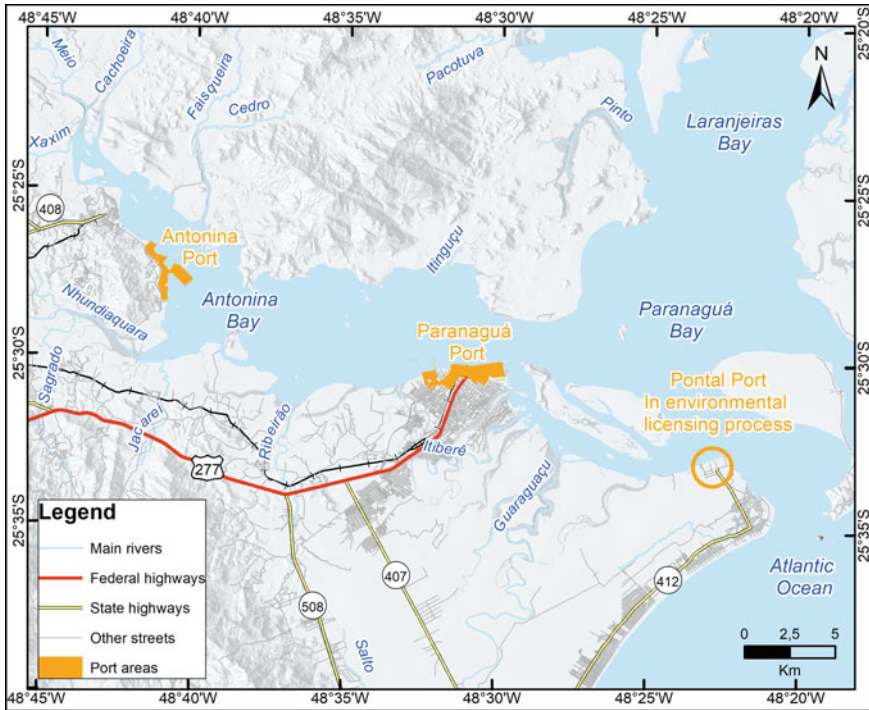 48°45'W
48°40'W
48°35'W
48°30'W
48°25'W
48°20'W
25°20'S
Meio
Cachoeira
Faisqueira
Cedro
Pacotuva
Pinto
Laranjeiras
Bay
N
Xaxim
25°25'S
25°25'S
408
Antonina
Port
Itinguçu
Antonina
Bay
Nhundiaquara
Paranaguá
Port
Paranaguá
Bay
25°30'S
25°30'S
Sagrado
Jacareí
Ribeirão
Pontal Port
In environmental
licensing process
277
Itiberê
Guaraguaçu
25°35'S
25°35'S
Legend
Main rivers
Federal highways
State highways
Other streets
Port areas
508
407
412
Salto
Atlantic
Ocean
0
2,5
5
Km
48°45'W
48°40'W
48°35'W
48°30'W
48°25'W
48°20'W